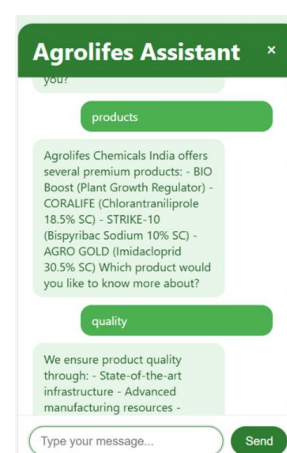 Agrolifes Assistant ×
you?
products
Agrolifes Chemicals India offers
several premium products: - BIO
Boost (Plant Growth Regulator) -
CORALIFE (Chlorantraniliprole
18.5% SC) - STRIKE-10
(Bispyribac Sodium 10% SC) -
AGRO GOLD (Imidacloprid
30.5% SC) Which product would
you like to know more about?
quality
We ensure product quality
through: - State-of-the-art
infrastructure - Advanced
manufacturing resources -
Type your message...
Send